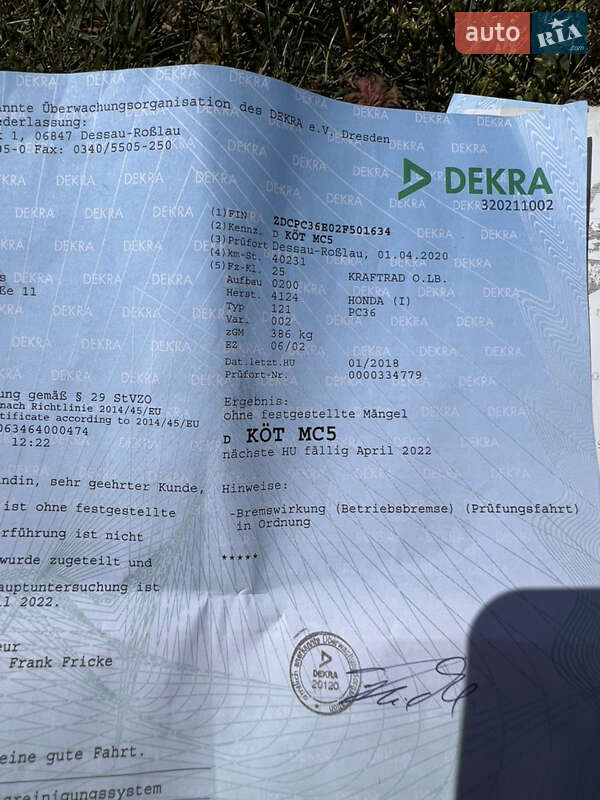 auto RIA .com
annte Überwachungsorganisation des DEKRA e.V. Dresden
ederlassung:
t 1, 06847 Dessau-Roßlau
05-0 Fax: 0340/5505-250
DEKRA
320211002
(1) FIN ZDCPC36E02F501634
(2) Kennz. D KÖT MC5
(3) Prüfort Dessau-Roßlau, 01.04.2020
(4) km-St. 40231
(5) Fz-Kl. 25 KRAFTRAD O.LB.
Aufbau 0200
Herst. 4124 HONDA (I)
Typ 121 PC36
Var. 002
zGM 386 kg
EZ 06/02
Dat.letzt.HU 01/2018
Prüfort-Nr. 0000334779
s
ße 11
ung gemäß § 29 StVZO
nach Richtlinie 2014/45/EU
tificate according to 2014/45/EU
063464000474
12:22
Ergebnis:
ohne festgestellte Mängel
D KÖT MC5
nächste HU fällig April 2022
ndin, sehr geehrter Kunde,
ist ohne festgestellte
erführung ist nicht
wurde zugeteilt und
auptuntersuchung ist
il 2022.
Hinweise:
-Bremswirkung (Betriebsbremse) (Prüfungsfahrt)
in Ordnung
*****
eur
Frank Fricke
DEKRA
20120
eine gute Fahrt.
greinigungssystem